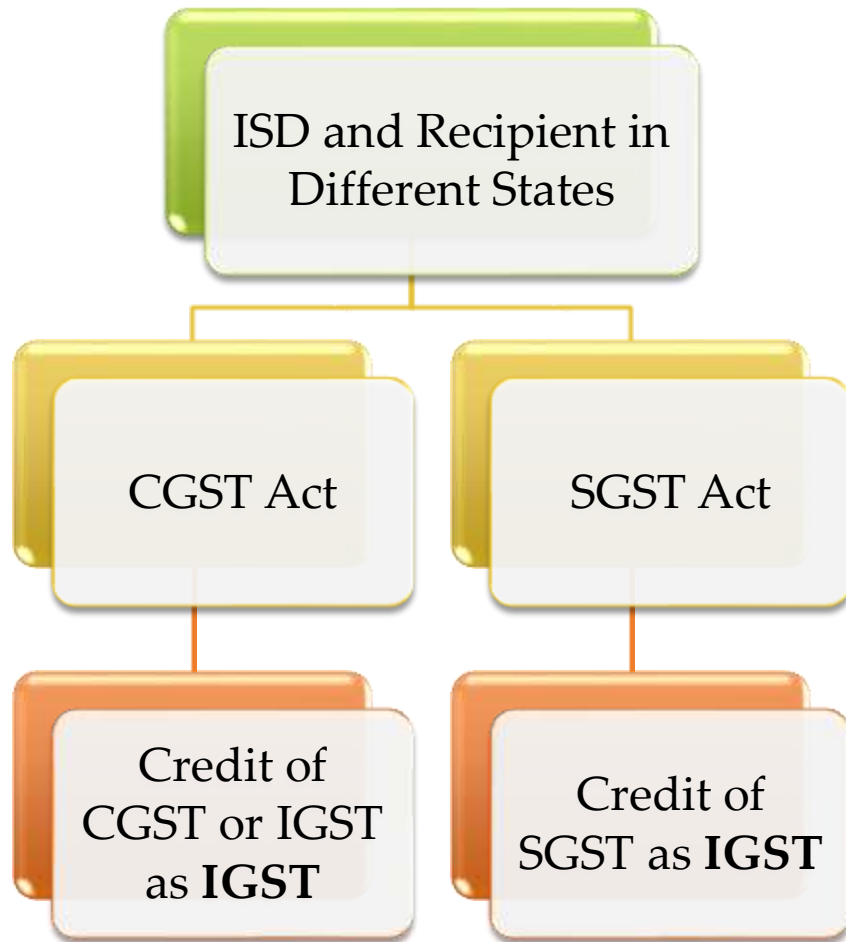 ISD and Recipient in
Different States
CGST Act
SGST Act
Credit of
CGST or IGST
as IGST
Credit of
SGST as IGST